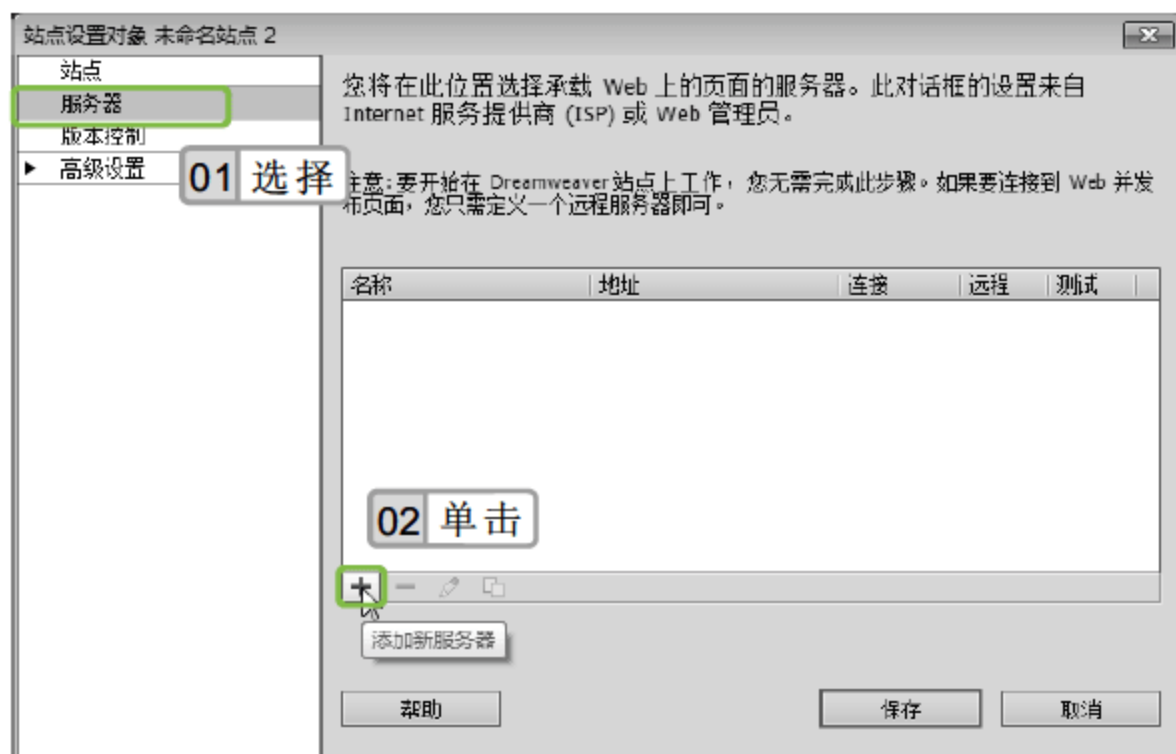 站点设置对象 未命名站点 2
站点
服务器
版本控制
高级设置
01 选择
您将在此位置选择承载 Web 上的页面的服务器。此对话框的设置来自
Internet 服务提供商 (ISP) 或 Web 管理员。
注意:要开始在 Dreamweaver 站点上工作，您无需完成此步骤。如果要连接到 Web 并发
布页面，您只需定义一个远程服务器即可。
名称 地址 连接 远程 测试
02 单击
添加新服务器
帮助 保存 取消